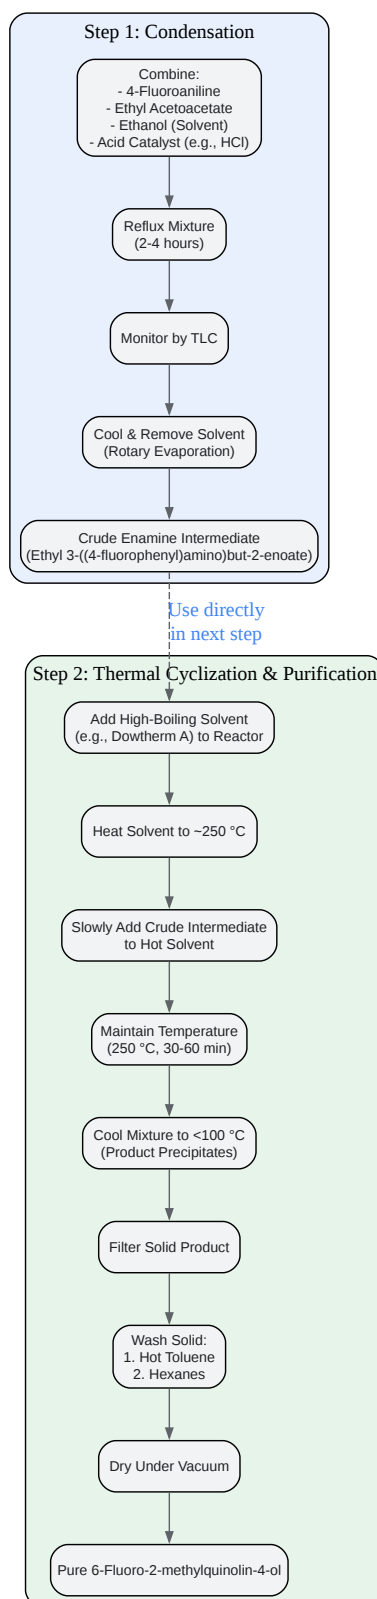 Step 1: Condensation
Combine:
- 4-Fluoroaniline
- Ethyl Acetoacetate
- Ethanol (Solvent)
- Acid Catalyst (e.g., HCl)
Reflux Mixture
(2-4 hours)
Monitor by TLC
Cool & Remove Solvent
(Rotary Evaporation)
Crude Enamine Intermediate
(Ethyl 3-((4-fluorophenyl)amino)but-2-enoate)
Use directly
in next step
Step 2: Thermal Cyclization & Purification
Add High-Boiling Solvent
(e.g., Dowtherm A) to Reactor
Heat Solvent to ~250 °C
Slowly Add Crude Intermediate
to Hot Solvent
Maintain Temperature
(250 °C, 30-60 min)
Cool Mixture to <100 °C
(Product Precipitates)
Filter Solid Product
Wash Solid:
1. Hot Toluene
2. Hexanes
Dry Under Vacuum
Pure 6-Fluoro-2-methylquinolin-4-ol